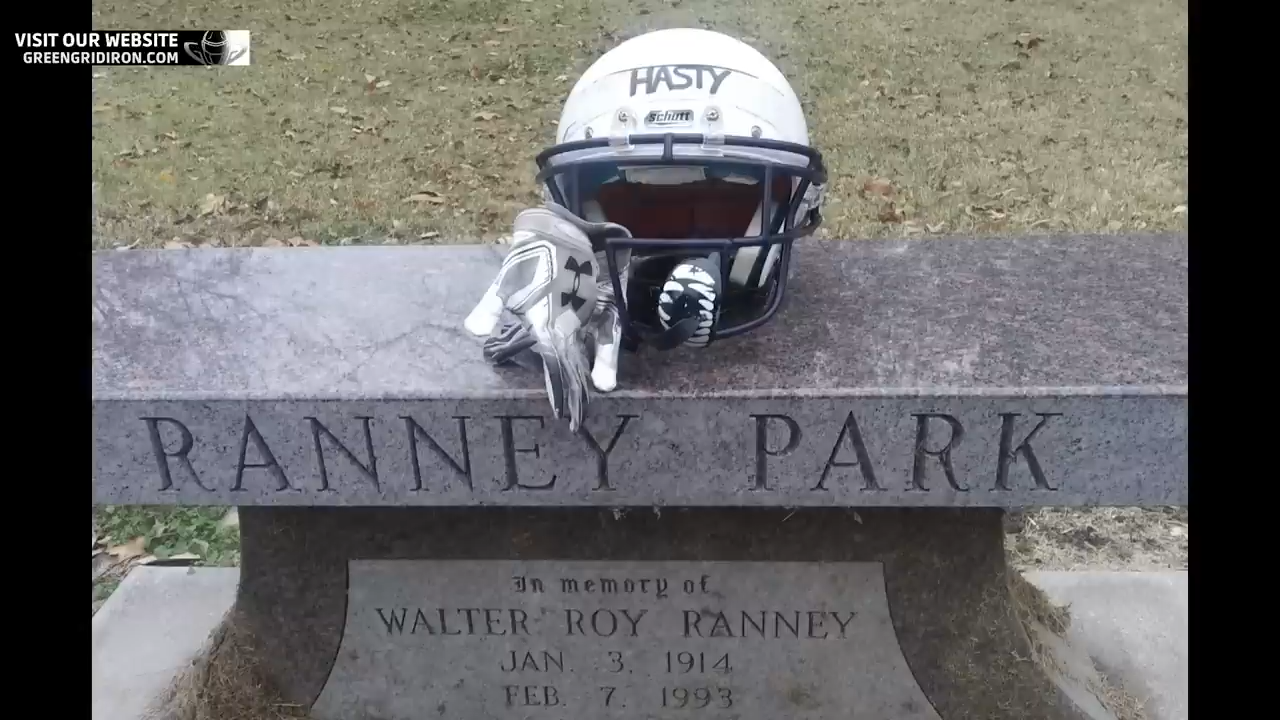 VISIT OUR WEBSITE
GREENGRIDIRON.COM
HASTY
schutt
RANNEY PARK
In memory of
WALTER ROY RANNEY
JAN. 3, 1914
FEB. 7, 1993